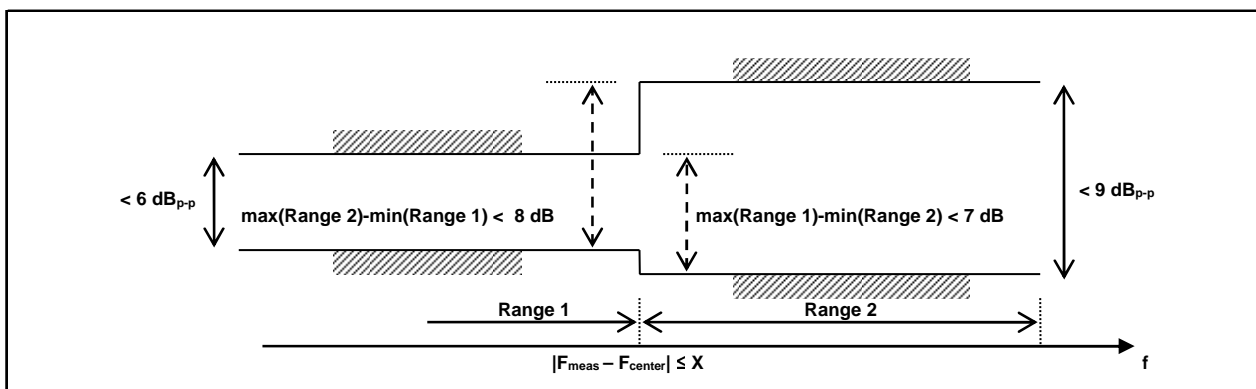 < 6 dBp-p
max(Range 2)-min(Range 1) < 8 dB
max(Range 1)-min(Range 2) < 7 dB
< 9 dBp-p
Range 1
Range 2
|Fmeas – Fcenter| ≤ X
f